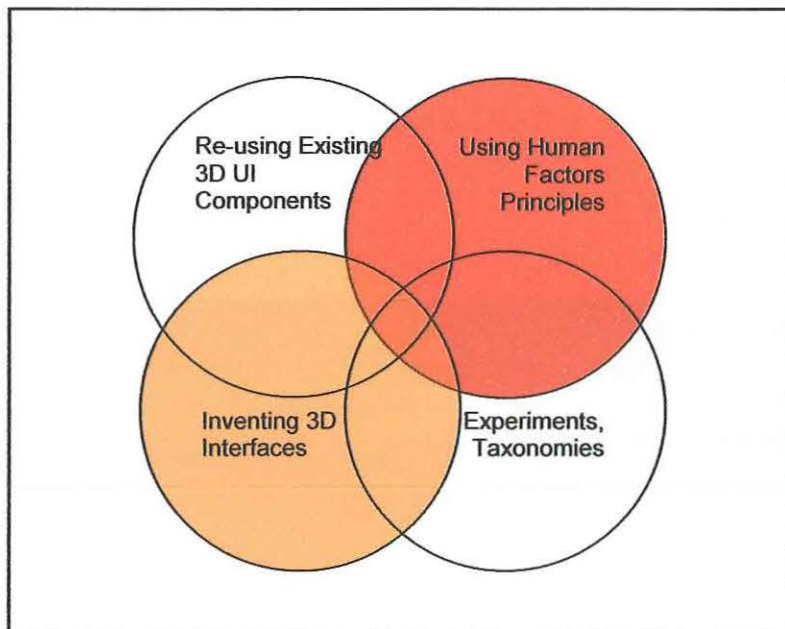 Re-using Existing
3D UI
Components
Using Human
Factors
Principles
Inventing 3D
Interfaces
Experiments,
Taxonomies